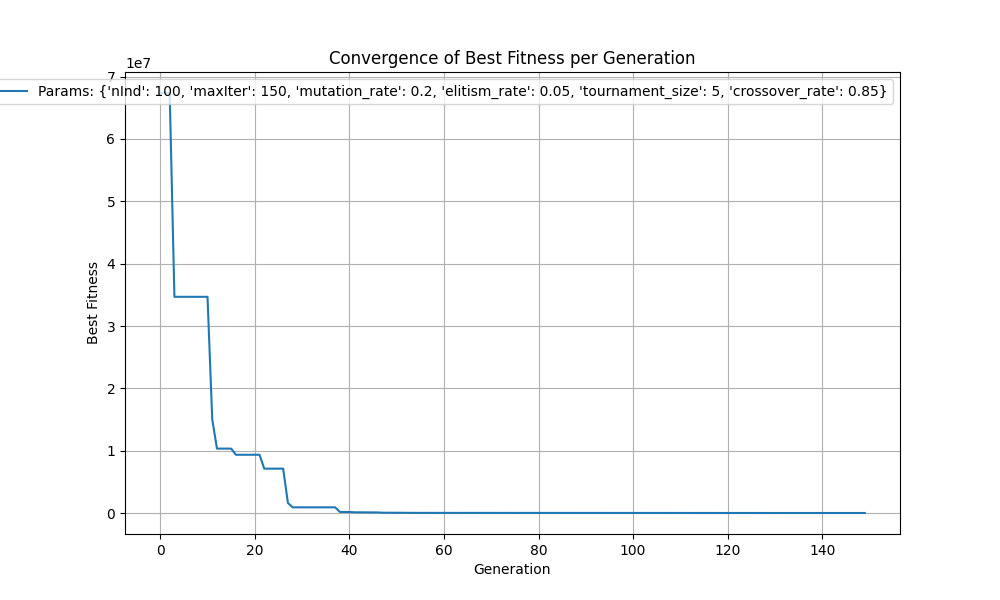 Convergence of Best Fitness per Generation
1e7
7
Params: {'nInd': 100, 'maxIter': 150, 'mutation_rate': 0.2, 'elitism_rate': 0.05, 'tournament_size': 5, 'crossover_rate': 0.85}
6
5
4
Best Fitness
3
2
1
0
0 20 40 60 80 100 120 140
Generation